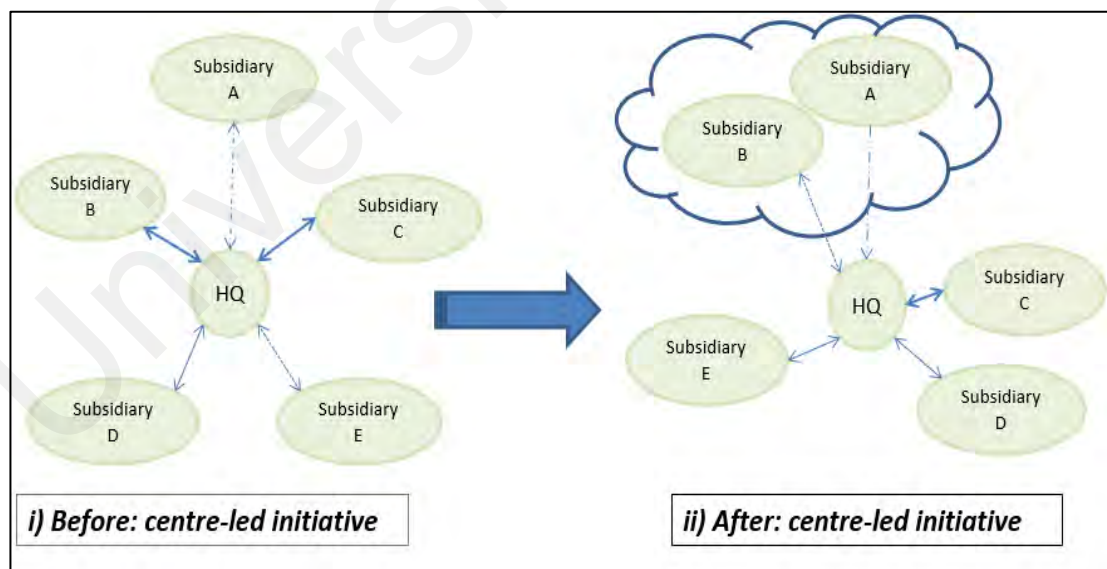 Subsidiary
A
Subsidiary
B
Subsidiary
C
HQ
Subsidiary
D
Subsidiary
E
i) Before: centre-led initiative
Subsidiary
A
Subsidiary
B
HQ
Subsidiary
C
Subsidiary
E
Subsidiary
D
ii) After: centre-led initiative
Universi